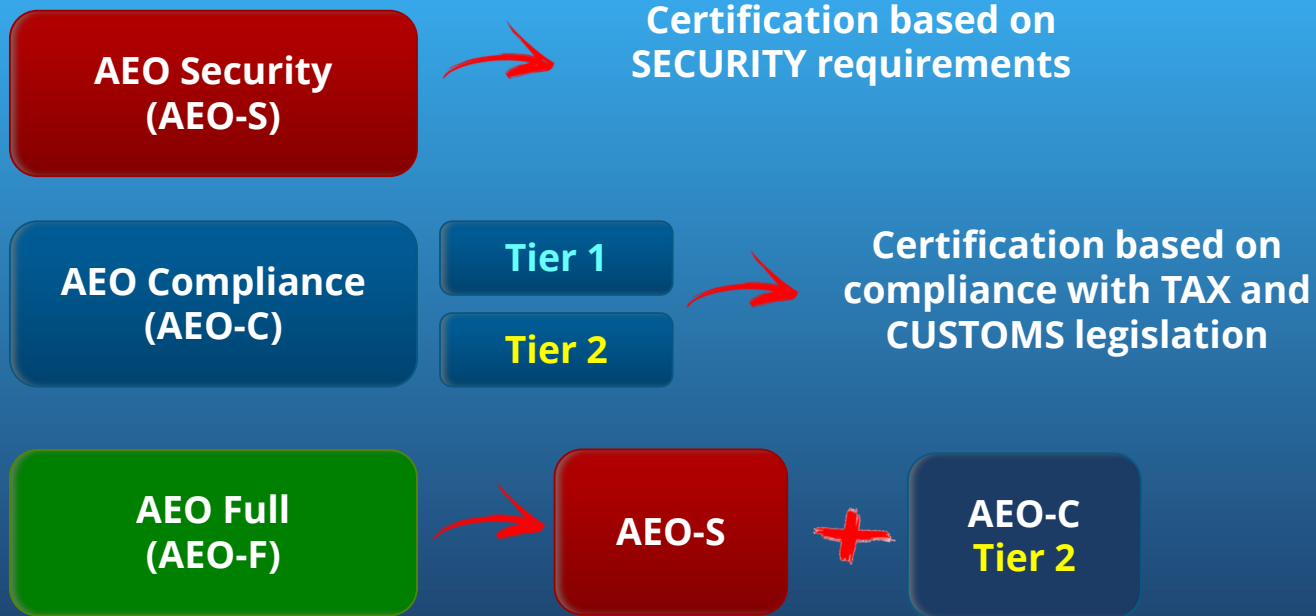 AEO Security
(AEO-S)
Certification based on
SECURITY requirements
AEO Compliance
(AEO-C)
Tier 1
Tier 2
Certification based on
compliance with TAX and
CUSTOMS legislation
AEO Full
(AEO-F)
AEO-S
AEO-C
Tier 2